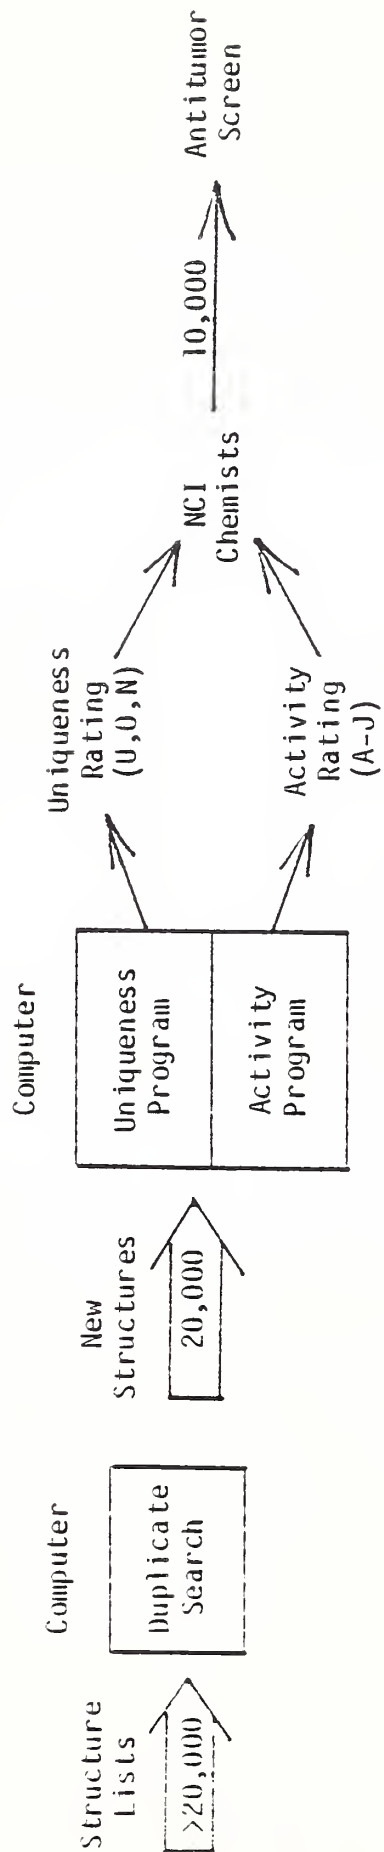 Structure
Lists
>20,000
Computer
Duplicate
Search
New
Structures
20,000
Computer
Uniqueness
Program
Activity
Program
Uniqueness
Rating
(U,O,N)
Activity
Rating
(A-J)
NCI
Chemists
10,000
Antitumor
Screen